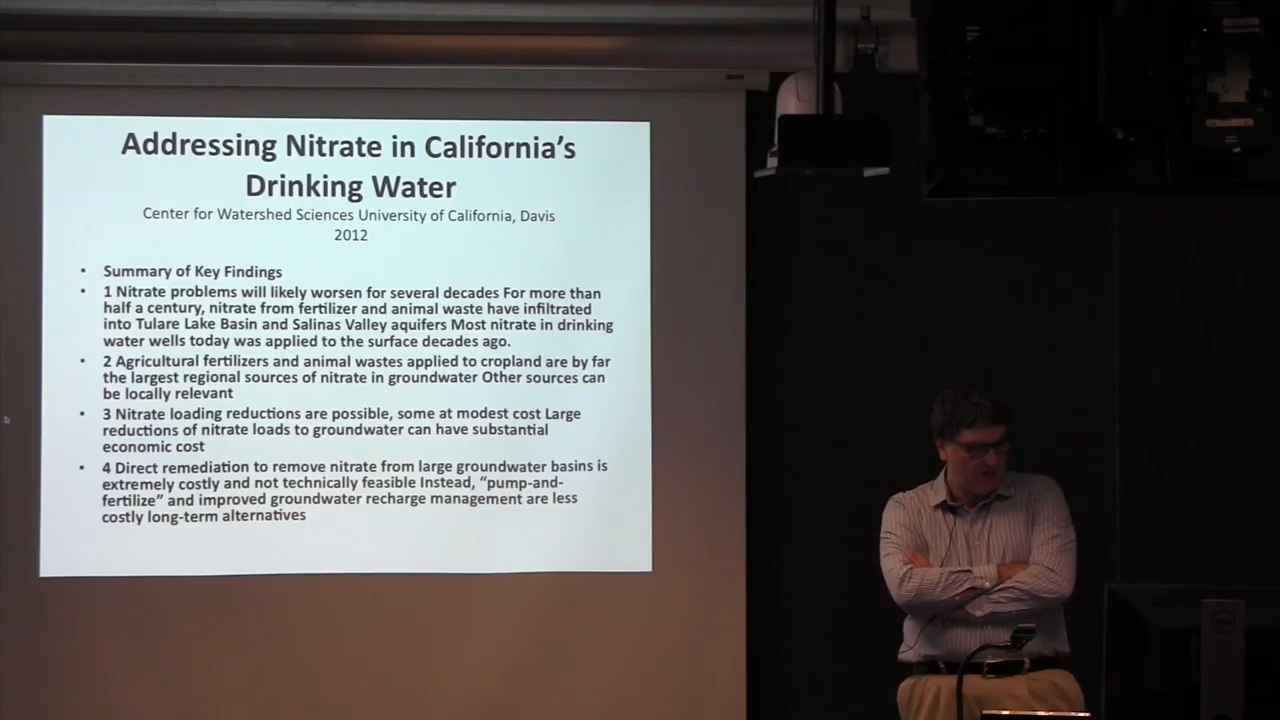 Addressing Nitrate in California's
Drinking Water
Center for Watershed Sciences University of California, Davis
2012
• Summary of Key Findings
• 1 Nitrate problems will likely worsen for several decades For more than
half a century, nitrate from fertilizer and animal waste have infiltrated
into Tulare Lake Basin and Salinas Valley aquifers Most nitrate in drinking
water wells today was applied to the surface decades ago.
• 2 Agricultural fertilizers and animal wastes applied to cropland are by far
the largest regional sources of nitrate in groundwater Other sources can
be locally relevant
• 3 Nitrate loading reductions are possible, some at modest cost Large
reductions of nitrate loads to groundwater can have substantial
economic cost
• 4 Direct remediation to remove nitrate from large groundwater basins is
extremely costly and not technically feasible Instead, "pump-and-
fertilize" and improved groundwater recharge management are less
costly long-term alternatives
DELL